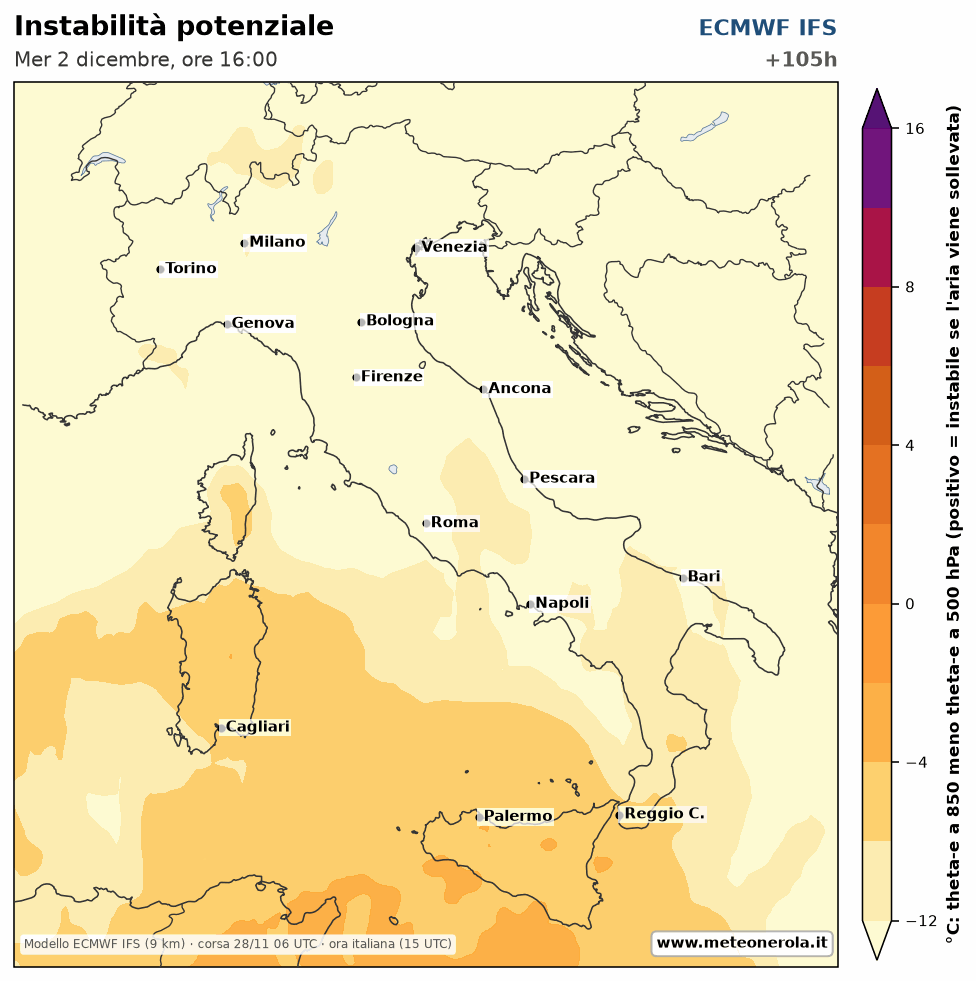 Instabilità potenziale
ECMWF IFS
Mer 2 dicembre, ore 16:00
+105h
Milano
Venezia
Torino
Genova
Bologna
Firenze
Ancona
Pescara
Roma
Bari
Napoli
Cagliari
Palermo
Reggio C.
16
8
4
0
−4
−12
°C: theta-e a 850 meno theta-e a 500 hPa (positivo = instabile se l'aria viene sollevata)
Modello ECMWF IFS (9 km) · corsa 28/11 06 UTC · ora italiana (15 UTC)
www.meteonerola.it